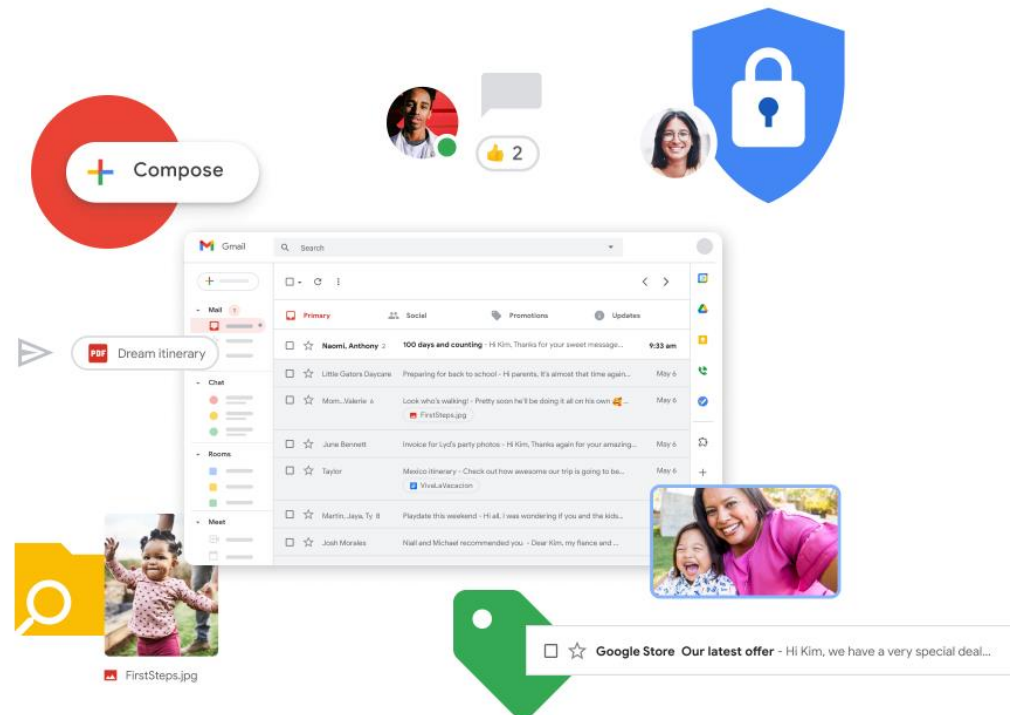 Compose
👍 2
Gmail
Search
Mail
Primary Social Promotions Updates
Naomi, Anthony 2 100 days and counting - Hi Kim, Thanks for your sweet message... 9:33 am
PDF Dream itinerary
Little Gators Daycare Preparing for back to school - Hi parents, It's almost that time again... May 6
Chat
Mom...Valerie 6 Look who's walking! - Pretty soon he'll be doing it all on his own 🥰 ... May 6
FirstSteps.jpg
June Bennett Invoice for Lyd's party photos - Hi Kim, Thanks again for your amazing... May 6
Rooms
Taylor Mexico itinerary - Check out how awesome our trip is going to be... May 6
VivaLaVacacion
Martin, Jaya, Ty 8 Playdate this weekend - Hi all, I was wondering if you and the kids...
Meet
Josh Morales Niall and Michael recommended you - Dear Kim, my fiance and ...
Google Store Our latest offer - Hi Kim, we have a very special deal...
FirstSteps.jpg